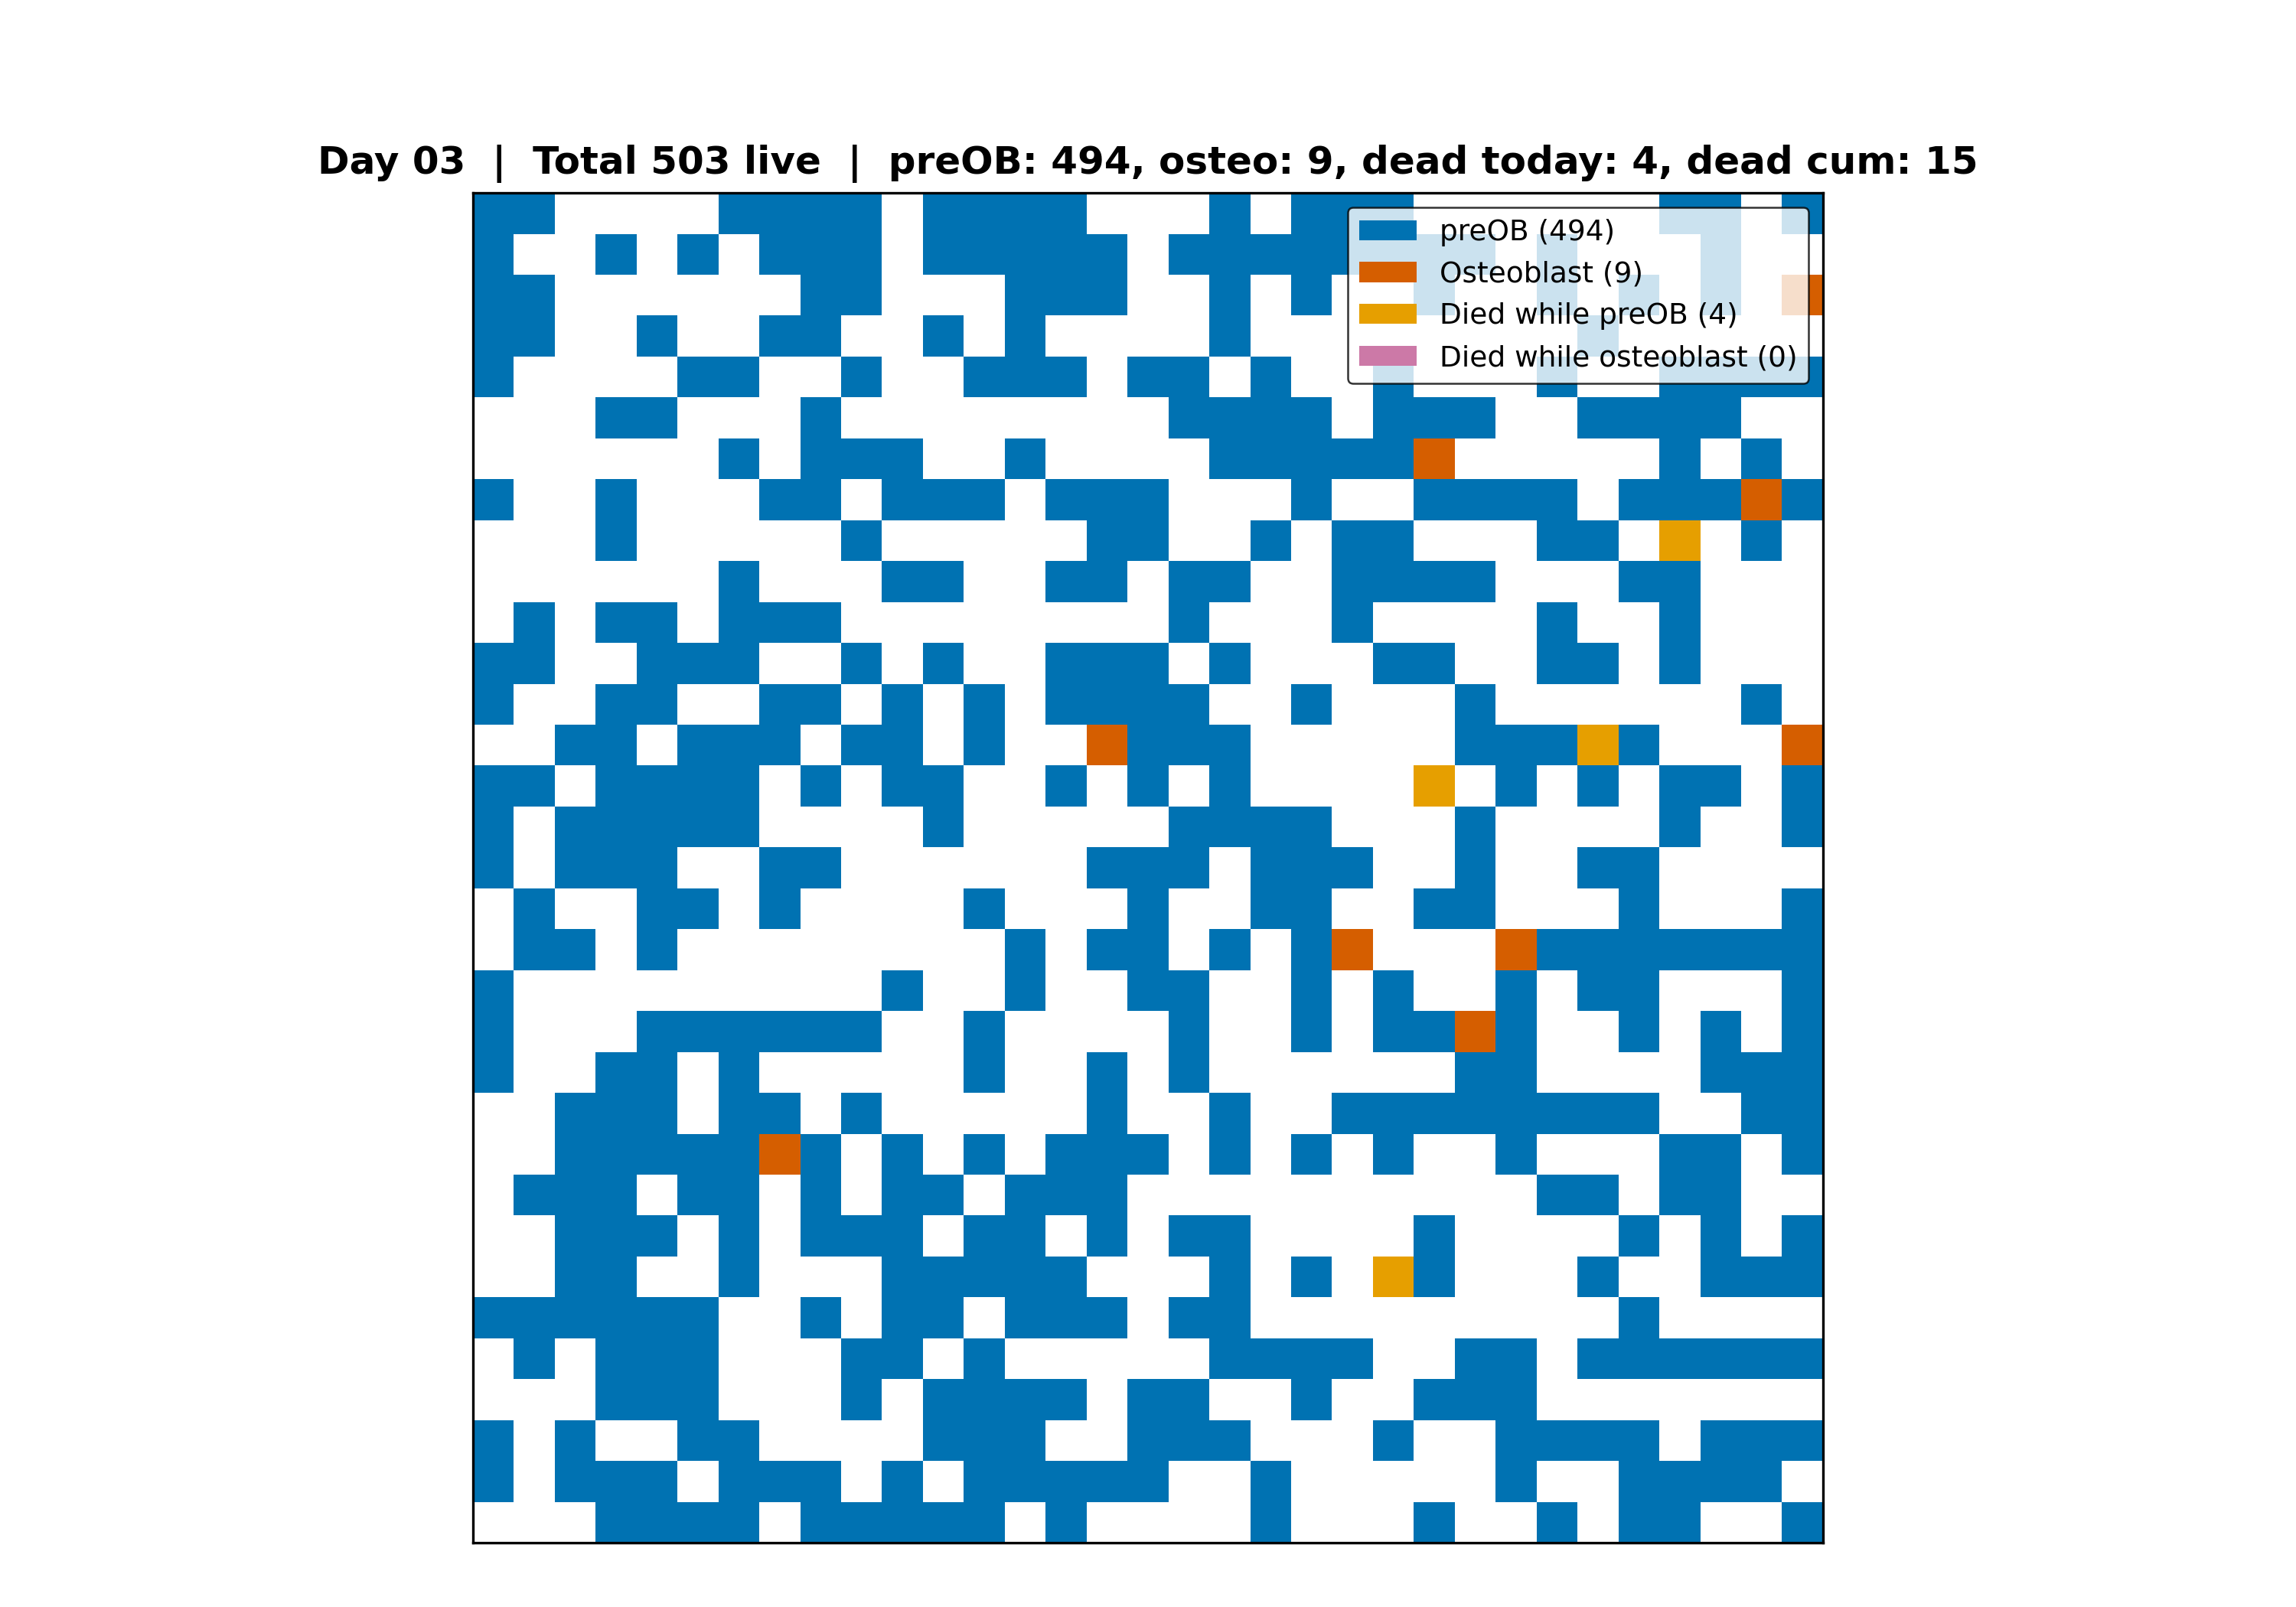 Day 03 | Total 503 live | preOB: 494, osteo: 9, dead today: 4, dead cum: 15
preOB (494)
Osteoblast (9)
Died while preOB (4)
Died while osteoblast (0)